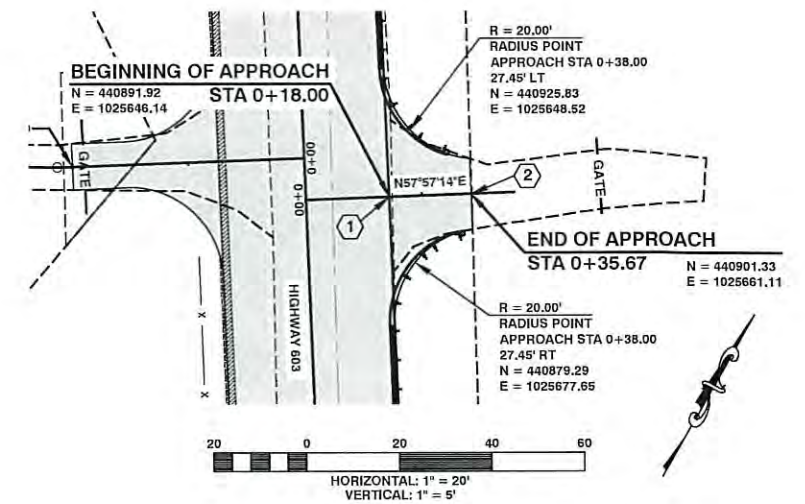 R = 20.00'
RADIUS POINT
APPROACH STA 0+38.00
27.45' LT
N = 440925.83
E = 1025648.52
BEGINNING OF APPROACH
STA 0+18.00
N = 440891.92
E = 1025646.14
GATE
0+00
0+00
N57°57'14"E
1
2
GATE
END OF APPROACH
STA 0+35.67
N = 440901.33
E = 1025661.11
HIGHWAY 603
X
X
R = 20.00'
RADIUS POINT
APPROACH STA 0+38.00
27.45' RT
N = 440879.29
E = 1025677.65
20 0 20 40 60
HORIZONTAL: 1" = 20'
VERTICAL: 1" = 5'